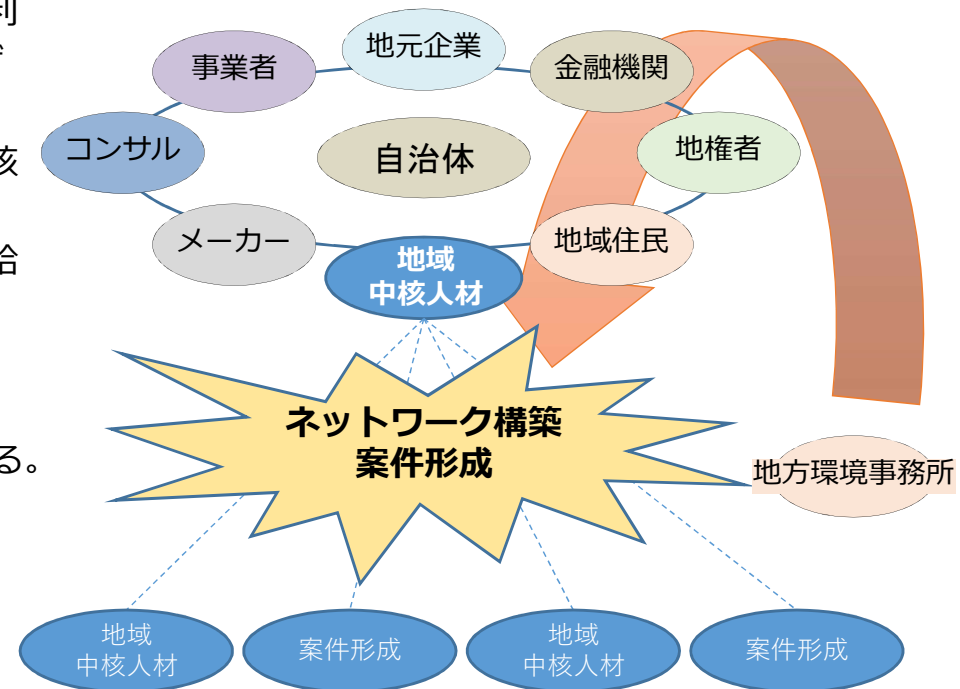 地元企業
事業者
金融機関
コンサル
自治体
地権者
メーカー
地域住民
地域
中核人材
ネットワーク構築
案件形成
る。
地方環境事務所
地域
中核人材
案件形成
地域
中核人材
案件形成